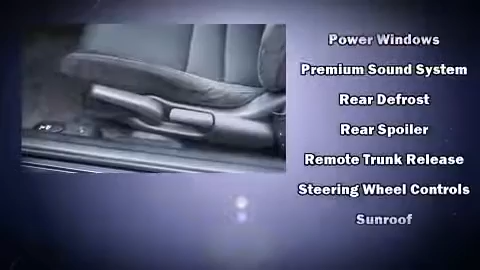 Power Windows
Premium Sound System
Rear Defrost
Rear Spoiler
Remote Trunk Release
Steering Wheel Controls
Sunroof